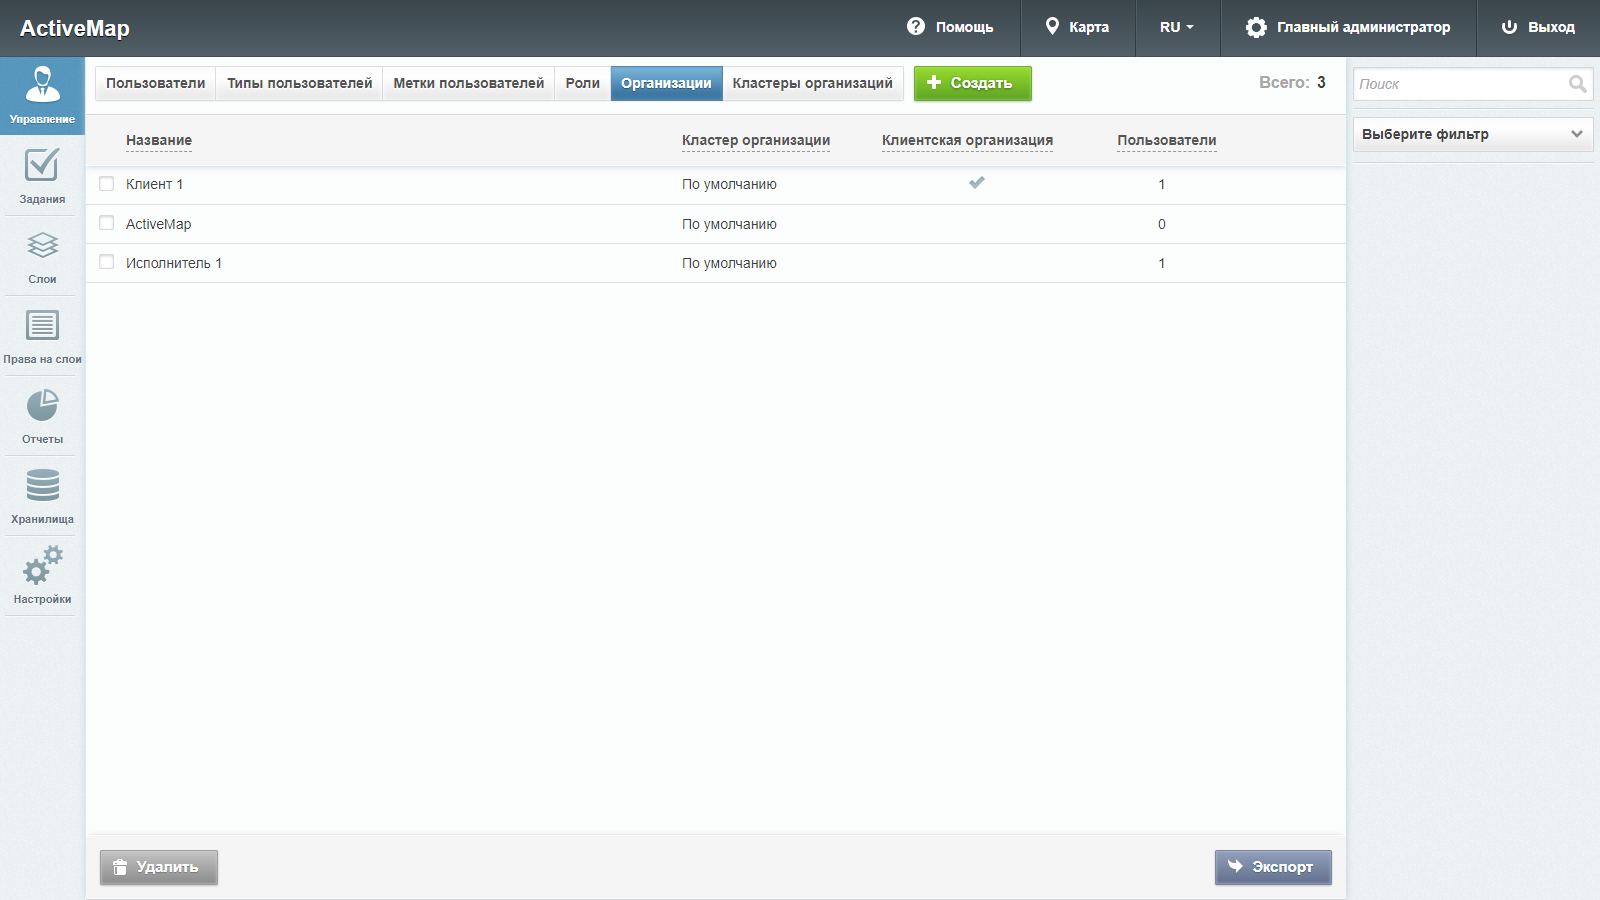 ActiveMap
Помощь
Карта
RU
Главный администратор
Выход
Управление
Задания
Слои
Права на слои
Отчеты
Хранилища
Настройки
Пользователи Типы пользователей Метки пользователей Роли Организации Кластеры организаций
Создать
Всего: 3
Поиск
Выберите фильтр
Название Кластер организации Клиентская организация Пользователи
Клиент 1 По умолчанию 1
ActiveMap По умолчанию 0
Исполнитель 1 По умолчанию 1
Удалить
Экспорт